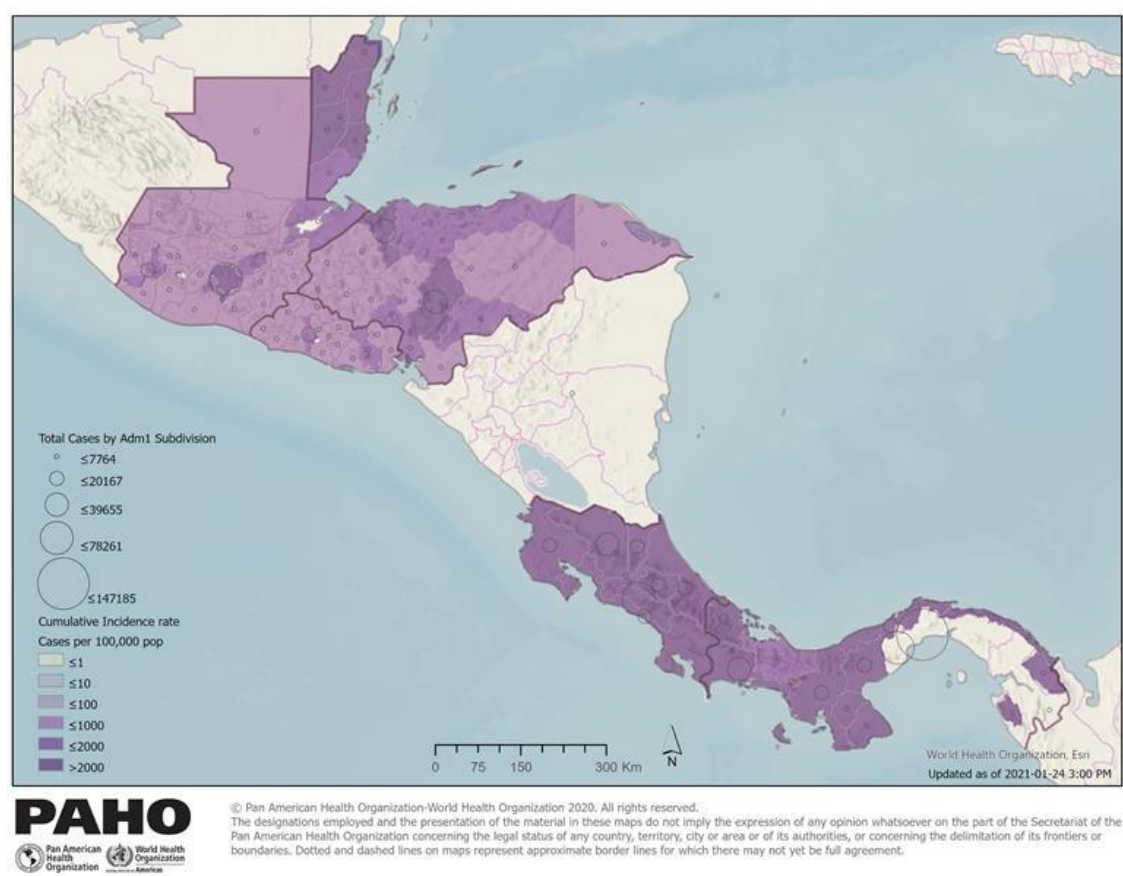 Total Cases by Adm1 Subdivision
≤7764
≤20167
≤39655
≤78261
≤147185
Cumulative Incidence rate
Cases per 100,000 pop
≤1
≤10
≤100
≤1000
≤2000
>2000
0 75 150 300 Km
N
World Health Organization, Esri
Updated as of 2021-01-24 3:00 PM
PAHO
Pan American
Health
Organization
World Health
Organization
Americas
© Pan American Health Organization-World Health Organization 2020. All rights reserved.
The designations employed and the presentation of the material in these maps do not imply the expression of any opinion whatsoever on the part of the Secretariat of the
Pan American Health Organization concerning the legal status of any country, territory, city or area or of its authorities, or concerning the delimitation of its frontiers or
boundaries. Dotted and dashed lines on maps represent approximate border lines for which there may not yet be full agreement.